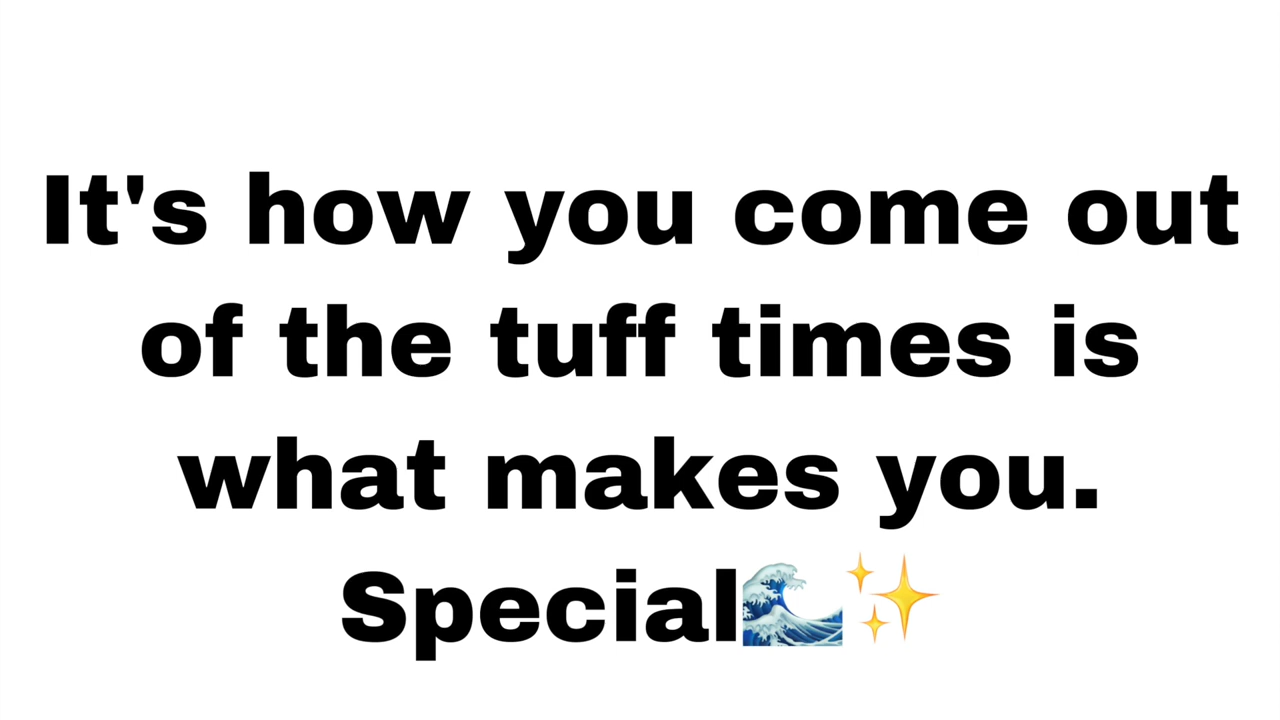 It's how you come out
of the tuff times is
what makes you.
Special🌊✨